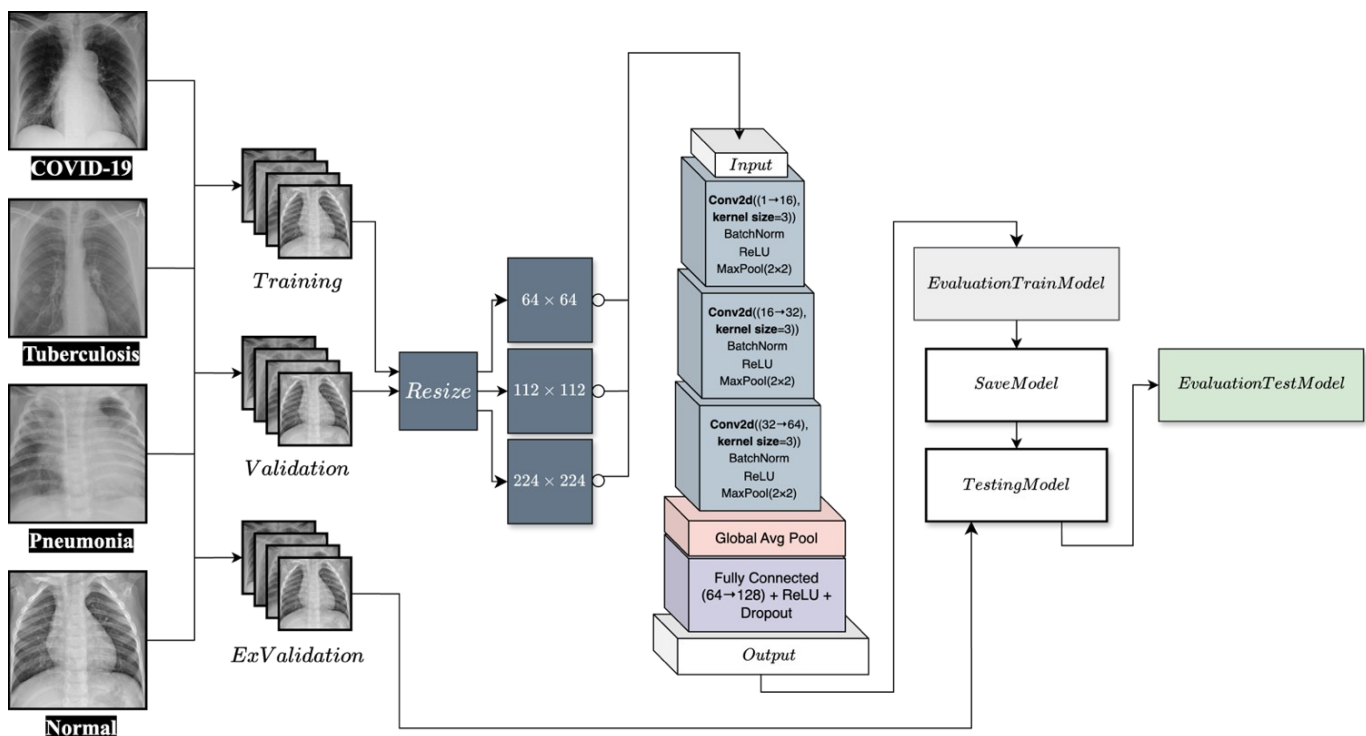 COVID-19
Tuberculosis
Pneumonia
Normal
Training
Validation
ExValidation
Resize
64 × 64
112 × 112
224 × 224
Input
Conv2d((1→16),
kernel size=3))
BatchNorm
ReLU
MaxPool(2×2)
Conv2d((16→32),
kernel size=3))
BatchNorm
ReLU
MaxPool(2×2)
Conv2d((32→64),
kernel size=3))
BatchNorm
ReLU
MaxPool(2×2)
Global Avg Pool
Fully Connected
(64→128) + ReLU +
Dropout
Output
EvaluationTrainModel
SaveModel
TestingModel
EvaluationTestModel